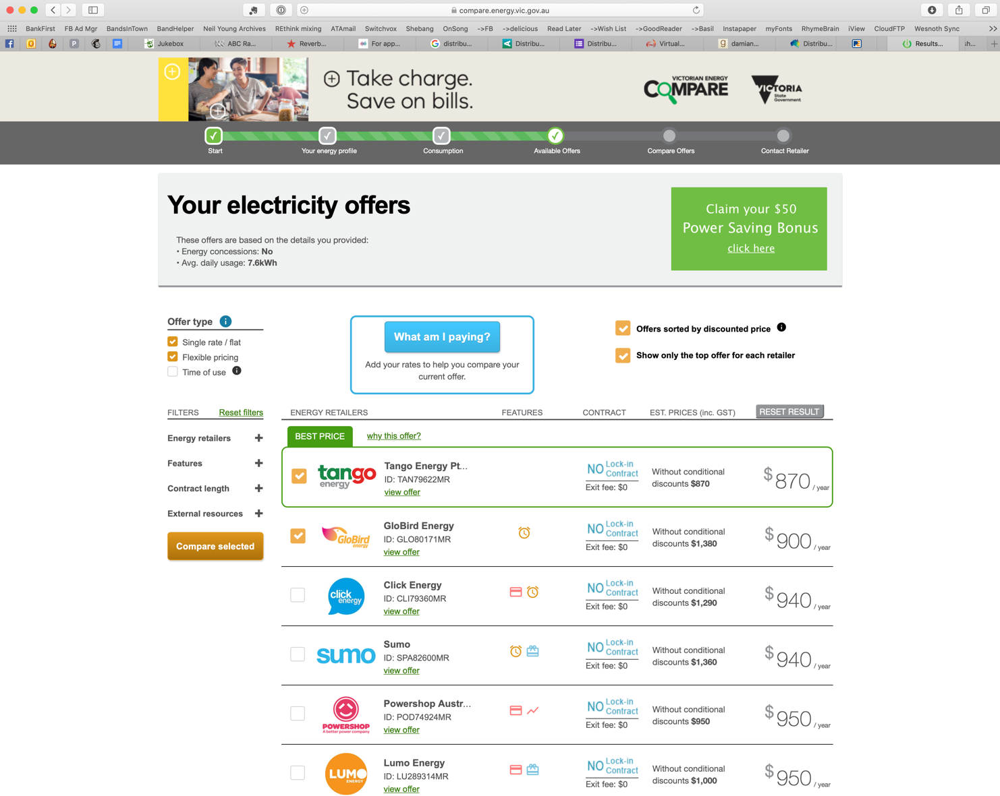 compare.energy.vic.gov.au
BankFirst FB Ad Mgr BandsInTown BandHelper Neil Young Archives REthink mixing ATAmail Switchvox Shebang OnSong ->FB ->delicious Read Later ->Wish List ->GoodReader ->Basil Instapaper myFonts RhymeBrain iView CloudFTP Wesnoth Sync
Jukebox ABC Ra... Reverb... For app... distribu... Distribu... Distribu... Virtual... damian... Distribu... Results... sh...
Take charge.
Save on bills.
VICTORIAN ENERGY
COMPARE
VICTORIA
State
Government
Start Your energy profile Consumption Available Offers Compare Offers Contact Retailer
Your electricity offers
These offers are based on the details you provided:
• Energy concessions: No
• Avg. daily usage: 7.6kWh
Claim your $50
Power Saving Bonus
click here
Offer type
Single rate / flat
Flexible pricing
Time of use
What am I paying?
Add your rates to help you compare your
current offer.
Offers sorted by discounted price
Show only the top offer for each retailer
FILTERS Reset filters
Energy retailers
Features
Contract length
External resources
Compare selected
ENERGY RETAILERS FEATURES CONTRACT EST. PRICES (inc. GST) RESET RESULT
BEST PRICE why this offer?
tango
energy
Tango Energy Pt...
ID: TAN79622MR
view offer
NO Lock-in
Contract
Exit fee: $0
Without conditional
discounts $870
$870 / year
GloBird
energy
GloBird Energy
ID: GLO80171MR
view offer
NO Lock-in
Contract
Exit fee: $0
Without conditional
discounts $1,380
$900 / year
click
energy
Click Energy
ID: CLI79360MR
view offer
NO Lock-in
Contract
Exit fee: $0
Without conditional
discounts $1,290
$940 / year
sumo
Sumo
ID: SPA82600MR
view offer
NO Lock-in
Contract
Exit fee: $0
Without conditional
discounts $1,360
$940 / year
POWERSHOP
A better power company
Powershop Austr...
ID: POD74924MR
view offer
NO Lock-in
Contract
Exit fee: $0
Without conditional
discounts $950
$950 / year
LUMO
ENERGY
Lumo Energy
ID: LU289314MR
view offer
NO Lock-in
Contract
Exit fee: $0
Without conditional
discounts $1,000
$950 / year